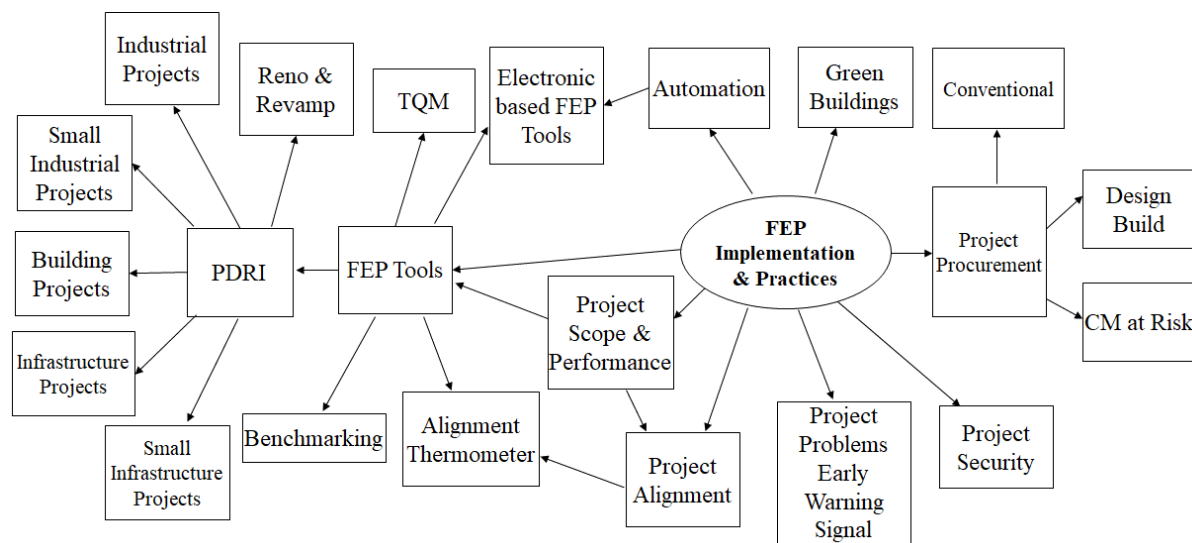 Industrial
Projects
Reno &
Revamp
TQM
Electronic
based FEP
Tools
Automation
Green
Buildings
Conventional
Small
Industrial
Projects
Design
Build
Building
Projects
PDRI
FEP Tools
FEP
Implementation
& Practices
Project
Procurement
Project
Scope &
Performance
CM at Risk
Infrastructure
Projects
Small
Infrastructure
Projects
Benchmarking
Alignment
Thermometer
Project
Alignment
Project
Problems
Early
Warning
Signal
Project
Security